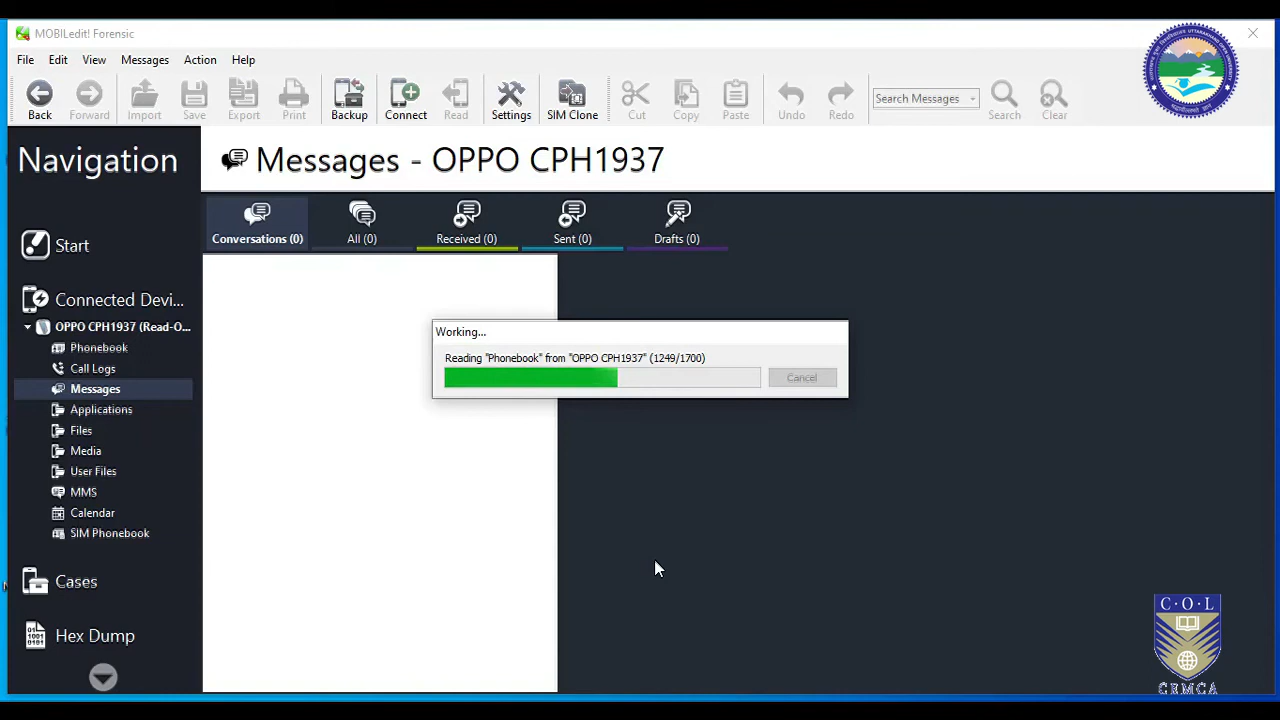 MOBILedit! Forensic
File Edit View Messages Action Help
Back Forward Import Save Export Print Backup Connect Read Settings SIM Clone Cut Copy Paste Undo Redo Search Messages Search Clear
Navigation
Messages - OPPO CPH1937
Conversations (0) All (0) Received (0) Sent (0) Drafts (0)
Start
Connected Devi...
OPPO CPH1937 (Read-O...
Phonebook
Call Logs
Messages
Applications
Files
Media
User Files
MMS
Calendar
SIM Phonebook
Cases
Hex Dump
Working...
Reading "Phonebook" from "OPPO CPH1937" (1249/1700)
Cancel
C·O·L
CEMCA